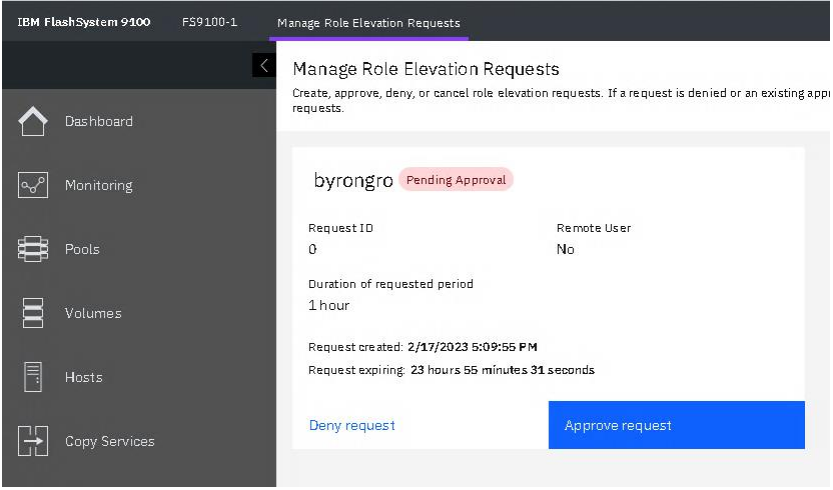 IBM FlashSystem 9100 FS9100-1 Manage Role Elevation Requests
Manage Role Elevation Requests
Create, approve, deny, or cancel role elevation requests. If a request is denied or an existing appr
requests.
Dashboard
Monitoring
Pools
Volumes
Hosts
Copy Services
byrongro Pending Approval
Request ID
0
Remote User
No
Duration of requested period
1 hour
Request created: 2/17/2023 5:09:55 PM
Request expiring: 23 hours 55 minutes 31 seconds
Deny request
Approve request